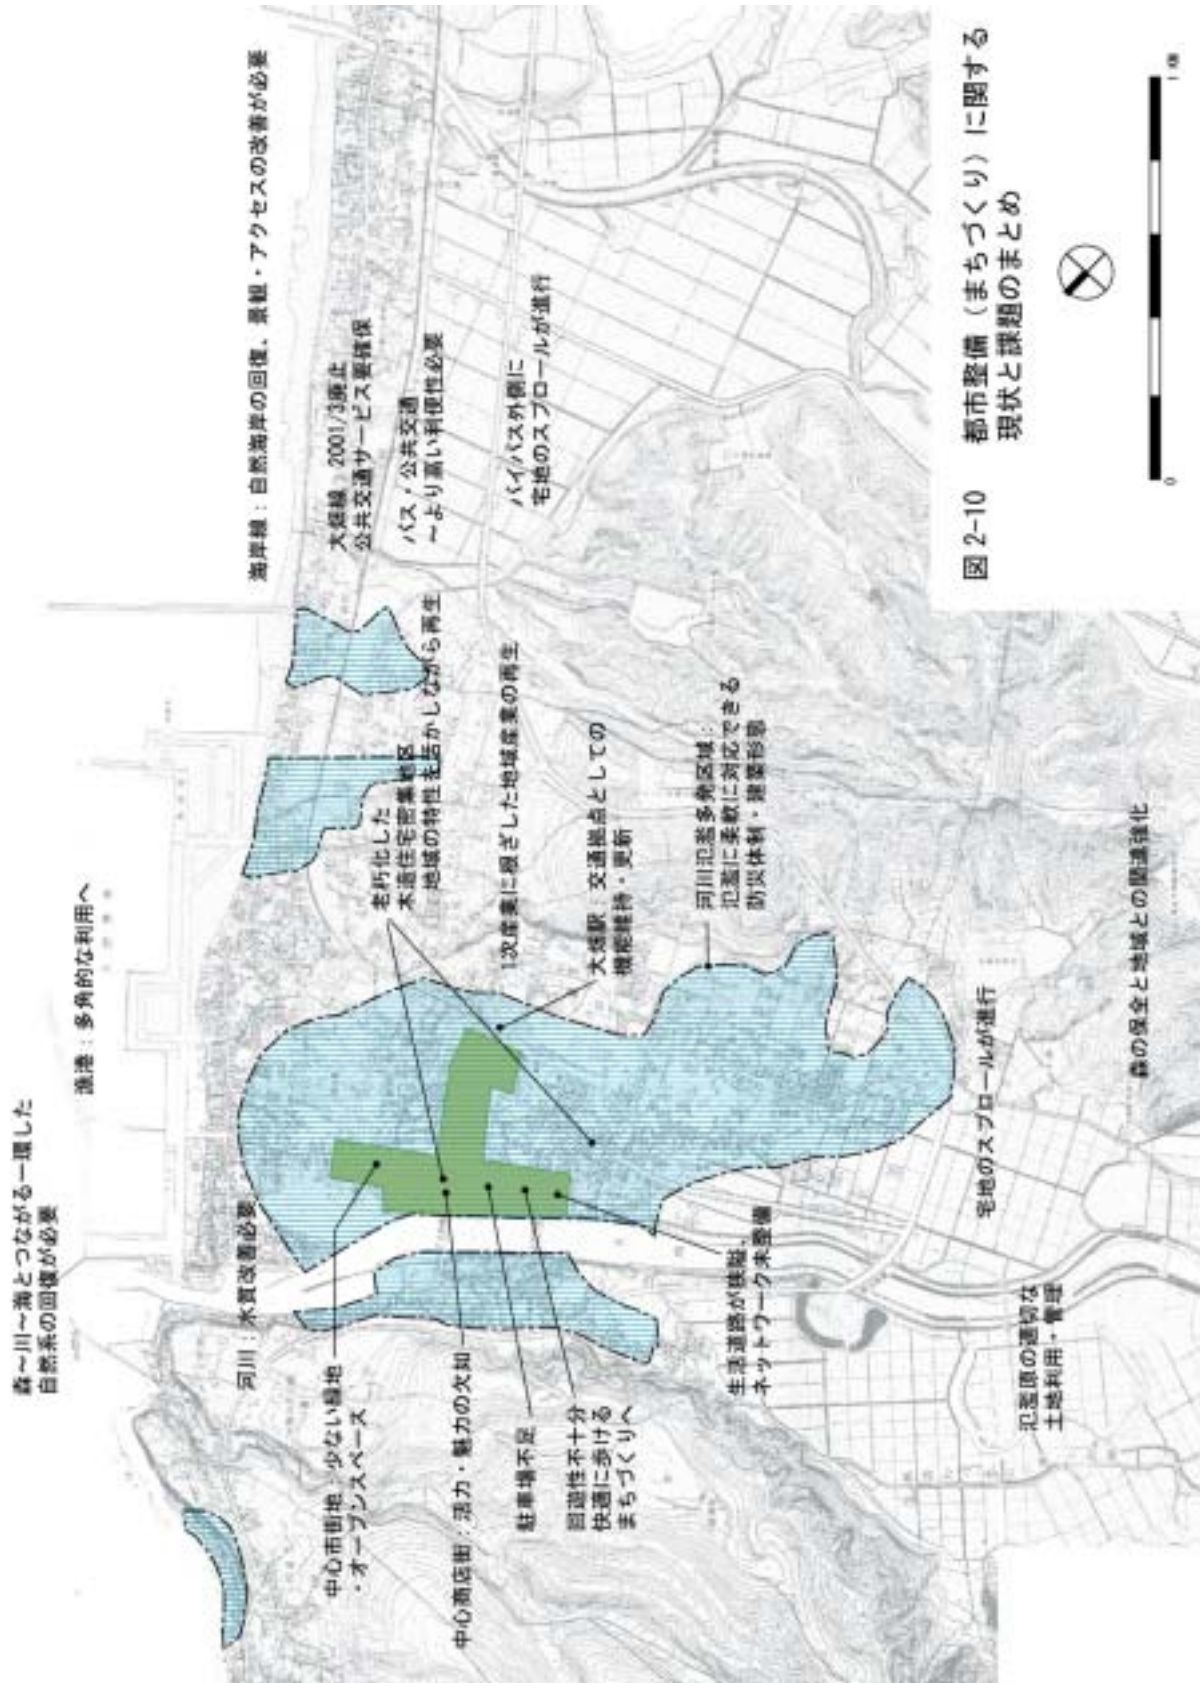 森～川～海とつながる一環した
自然系の回復が必要
漁港：多角的な利用へ
海岸線：自然海岸の回復、景観・アクセスの改善が必要
河川：水質改善必要
大畑線：2001/3廃止
公共交通サービス要確保
バス・公共交通
～より高い利便性必要
バイパス外側に
宅地のスプロールが進行
中心市街地：少ない緑地
・オープンスペース
老朽化した
木造住宅密集地区
地域の特性を活かしながら再生
中心商店街：活力・魅力の欠如
1次産業に根ざした地域産業の再生
駐車場不足
回遊性不十分
快適に歩ける
まちづくりへ
大畑駅：交通拠点としての
機能維持・更新
河川氾濫多発区域：
氾濫に柔軟に対応できる
防災体制・建築形態
生活道路が狭隘、
ネットワーク未整備
宅地のスプロールが進行
氾濫原の適切な
土地利用・管理
森の保全と地域との関連強化
図 2-10 都市整備（まちづくり）に関する
現状と課題のまとめ
0
1 KM